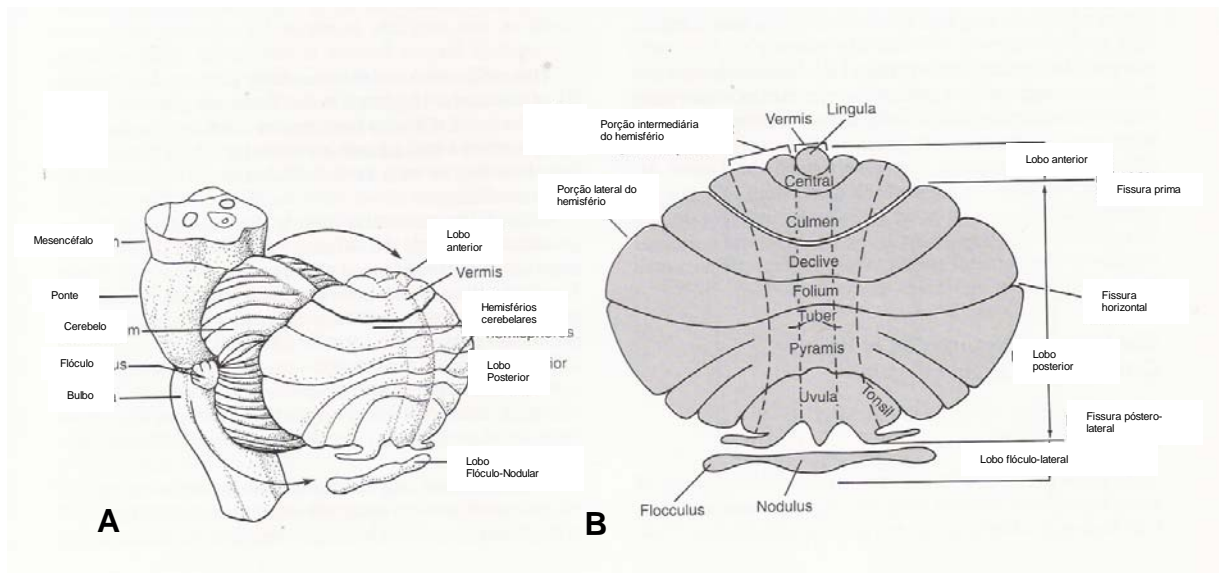 Mesencéfalo
Ponte
Cerebelo
Flóculo
Bulbo
Lobo
anterior
Vermis
Hemisférios
cerebelares
Lobo
Posterior
Lobo
Flóculo-Nodular
A
Porção intermediária
do hemisfério
Porção lateral do
hemisfério
Vermis
Lingula
Central
Culmen
Declive
Folium
Tuber
Pyramis
Uvula
Tonsil
Lobo anterior
Fissura prima
Fissura
horizontal
Lobo
posterior
Fissura póstero-
lateral
Lobo flóculo-lateral
Flocculus
Nodulus
B